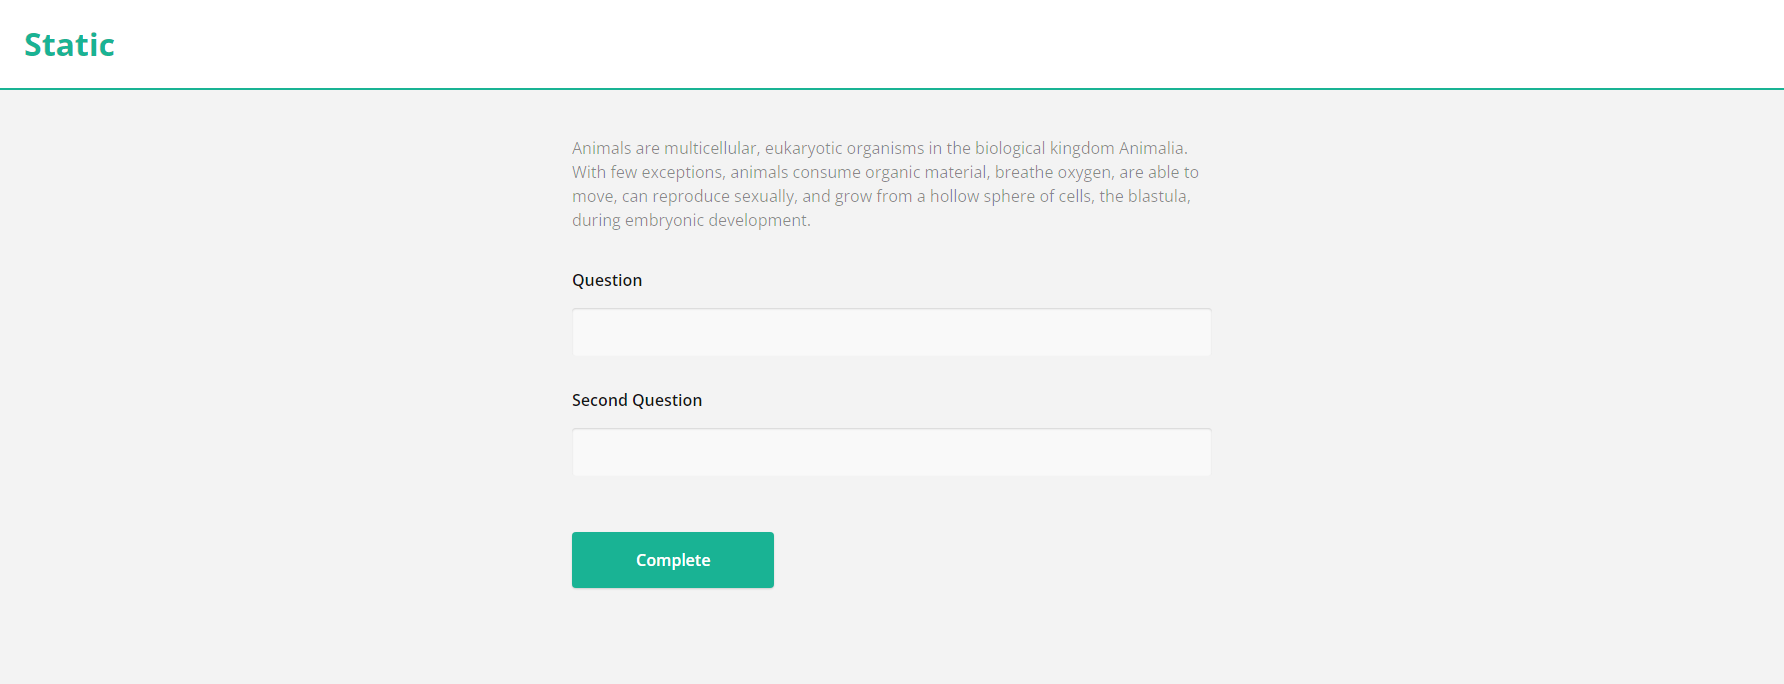 Static
Animals are multicellular, eukaryotic organisms in the biological kingdom Animalia.
With few exceptions, animals consume organic material, breathe oxygen, are able to
move, can reproduce sexually, and grow from a hollow sphere of cells, the blastula,
during embryonic development.
Question
Second Question
Complete